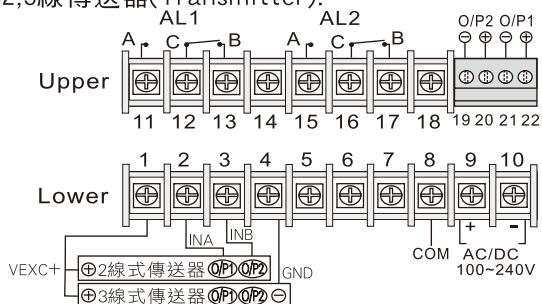 2,3線傳送器(Transmitter):
AL1 AL2
A C B A C B O/P2 O/P1
⊖ ⊕ ⊖ ⊕
Upper
11 12 13 14 15 16 17 18 19 20 21 22
1 2 3 4 5 6 7 8 9 10
Lower
+ -
INA INB
COM AC/DC
100~240V
VEXC+ ⊕2線式傳送器 O/P1 O/P2 GND
⊕3線式傳送器 O/P1 O/P2 ⊖